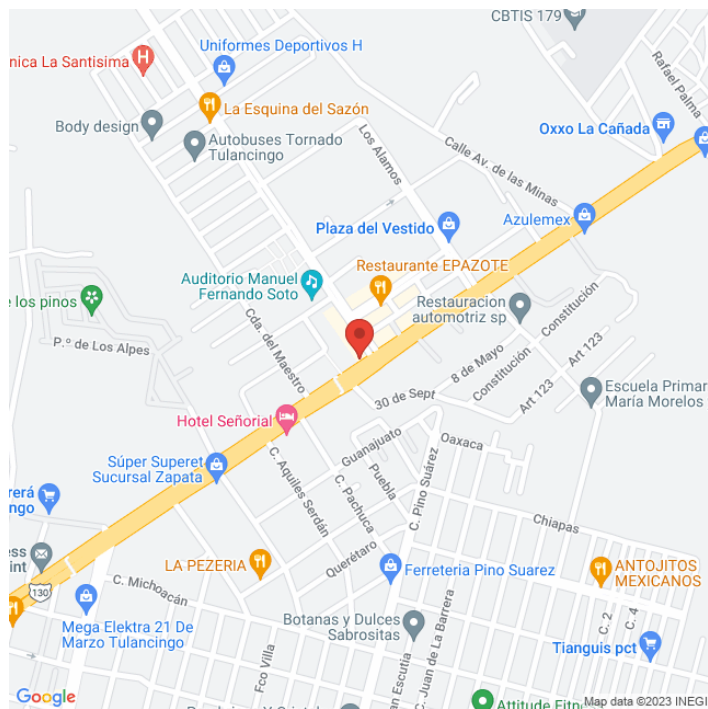 CBTIS 179
Uniformes Deportivos H
nica La Santisima
Rafael Palma
La Esquina del Sazón
Body design
Los Alamos
Oxxo La Cañada
Autobuses Tornado
Tulancingo
Calle Av. de las Minas
Azulemex
Plaza del Vestido
Restaurante EPAZOTE
Auditorio Manuel
Fernando Soto
e los pinos
Restauracion
automotriz sp
Constitución
P.º de Los Alpes
Cda. del Maestro
8 de Mayo
Constitución
Art 123
Art 123
30 de Sept
Escuela Primar
María Morelos
Hotel Señorial
Guanajuato
Oaxaca
Súper Superet
Sucursal Zapata
C. Aquiles Serdán
C. Pachuca
Puebla
C. Pino Suárez
rerá
ngo
Chiapas
ess
int
LA PEZERIA
Querétaro
Ferreteria Pino Suarez
ANTOJITOS
MEXICANOS
130
C. Michoacán
Mega Elektra 21 De
Marzo Tulancingo
Botanas y Dulces
Sabrositas
C. Juan de La Barrera
C. 2
C. 4
Tianguis pct
Fco Villa
an Escutia
Attitude Fitne
Google
Map data ©2023 INEGI